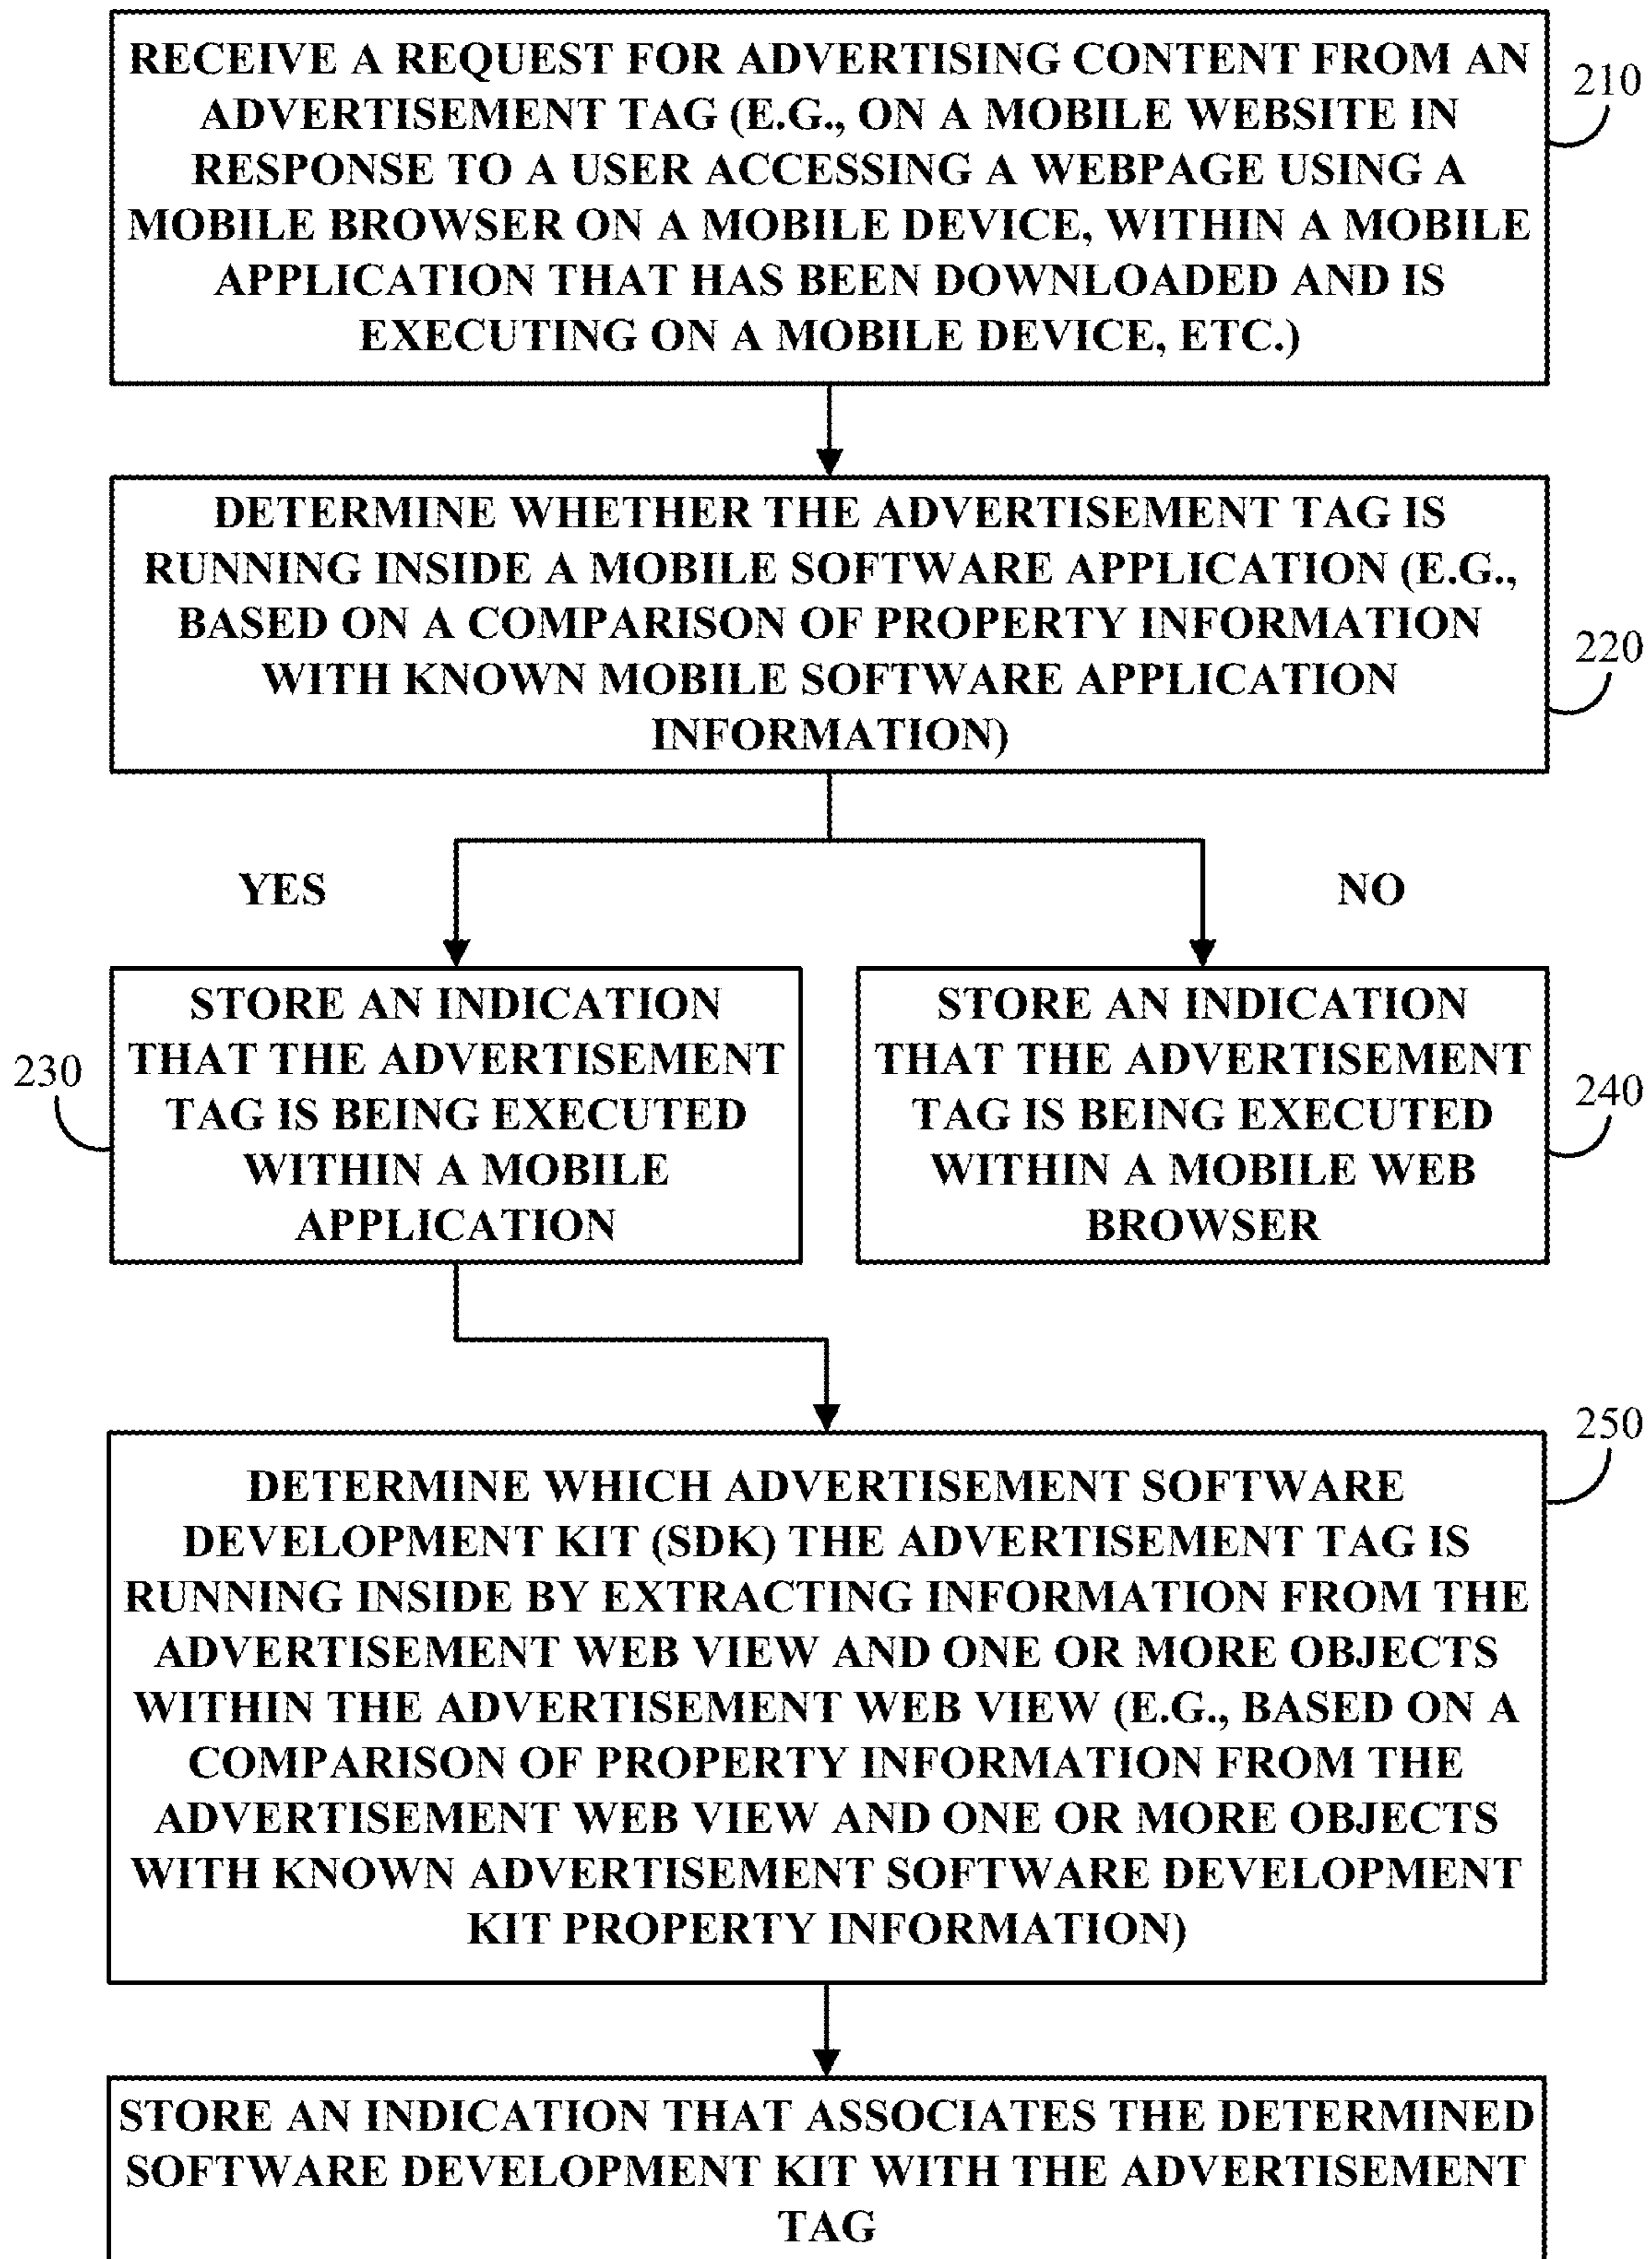 RECEIVE A REQUEST FOR ADVERTISING CONTENT FROM AN
ADVERTISEMENT TAG (E.G., ON A MOBILE WEBSITE IN
RESPONSE TO A USER ACCESSING A WEBPAGE USING A
MOBILE BROWSER ON A MOBILE DEVICE, WITHIN A MOBILE
APPLICATION THAT HAS BEEN DOWNLOADED AND IS
EXECUTING ON A MOBILE DEVICE, ETC.)
210
DETERMINE WHETHER THE ADVERTISEMENT TAG IS
RUNNING INSIDE A MOBILE SOFTWARE APPLICATION (E.G.,
BASED ON A COMPARISON OF PROPERTY INFORMATION
WITH KNOWN MOBILE SOFTWARE APPLICATION
INFORMATION)
220
YES
NO
230
STORE AN INDICATION
THAT THE ADVERTISEMENT
TAG IS BEING EXECUTED
WITHIN A MOBILE
APPLICATION
STORE AN INDICATION
THAT THE ADVERTISEMENT
TAG IS BEING EXECUTED
WITHIN A MOBILE WEB
BROWSER
240
250
DETERMINE WHICH ADVERTISEMENT SOFTWARE
DEVELOPMENT KIT (SDK) THE ADVERTISEMENT TAG IS
RUNNING INSIDE BY EXTRACTING INFORMATION FROM THE
ADVERTISEMENT WEB VIEW AND ONE OR MORE OBJECTS
WITHIN THE ADVERTISEMENT WEB VIEW (E.G., BASED ON A
COMPARISON OF PROPERTY INFORMATION FROM THE
ADVERTISEMENT WEB VIEW AND ONE OR MORE OBJECTS
WITH KNOWN ADVERTISEMENT SOFTWARE DEVELOPMENT
KIT PROPERTY INFORMATION)
STORE AN INDICATION THAT ASSOCIATES THE DETERMINED
SOFTWARE DEVELOPMENT KIT WITH THE ADVERTISEMENT
TAG